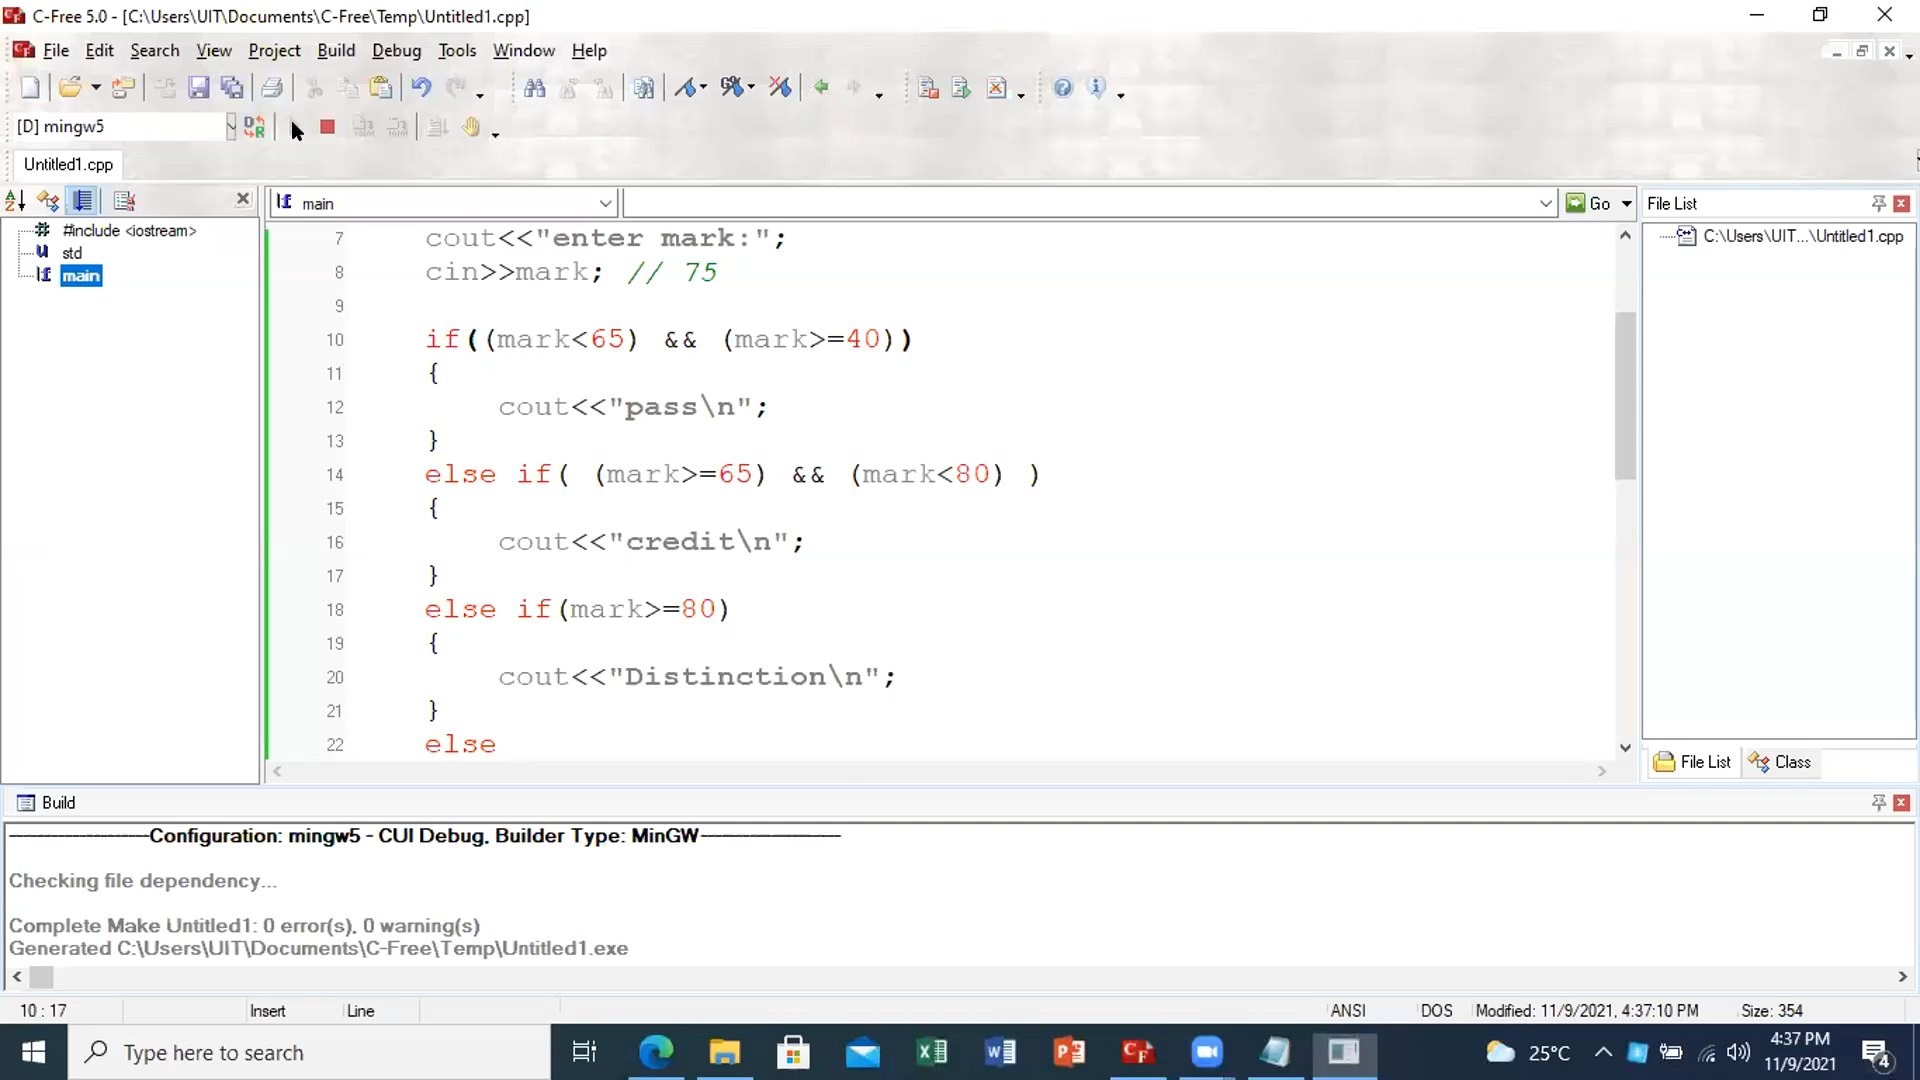 C-Free 5.0 - [C:\Users\UIT\Documents\C-Free\Temp\Untitled1.cpp]
File Edit Search View Project Build Debug Tools Window Help
[D] mingw5
Untitled1.cpp
main
Go
File List
#include <iostream>
std
main
C:\Users\UIT...\Untitled1.cpp
7 cout<<"enter mark:";
8 cin>>mark; // 75
9
10 if((mark<65) && (mark>=40))
11 {
12 cout<<"pass\n";
13 }
14 else if( (mark>=65) && (mark<80) )
15 {
16 cout<<"credit\n";
17 }
18 else if(mark>=80)
19 {
20 cout<<"Distinction\n";
21 }
22 else
File List Class
Build
Configuration: mingw5 - CUI Debug, Builder Type: MinGW
Checking file dependency...
Complete Make Untitled1: 0 error(s), 0 warning(s)
Generated C:\Users\UIT\Documents\C-Free\Temp\Untitled1.exe
10 : 17 Insert Line ANSI DOS Modified: 11/9/2021, 4:37:10 PM Size: 354
Type here to search
25°C
4:37 PM
11/9/2021
4